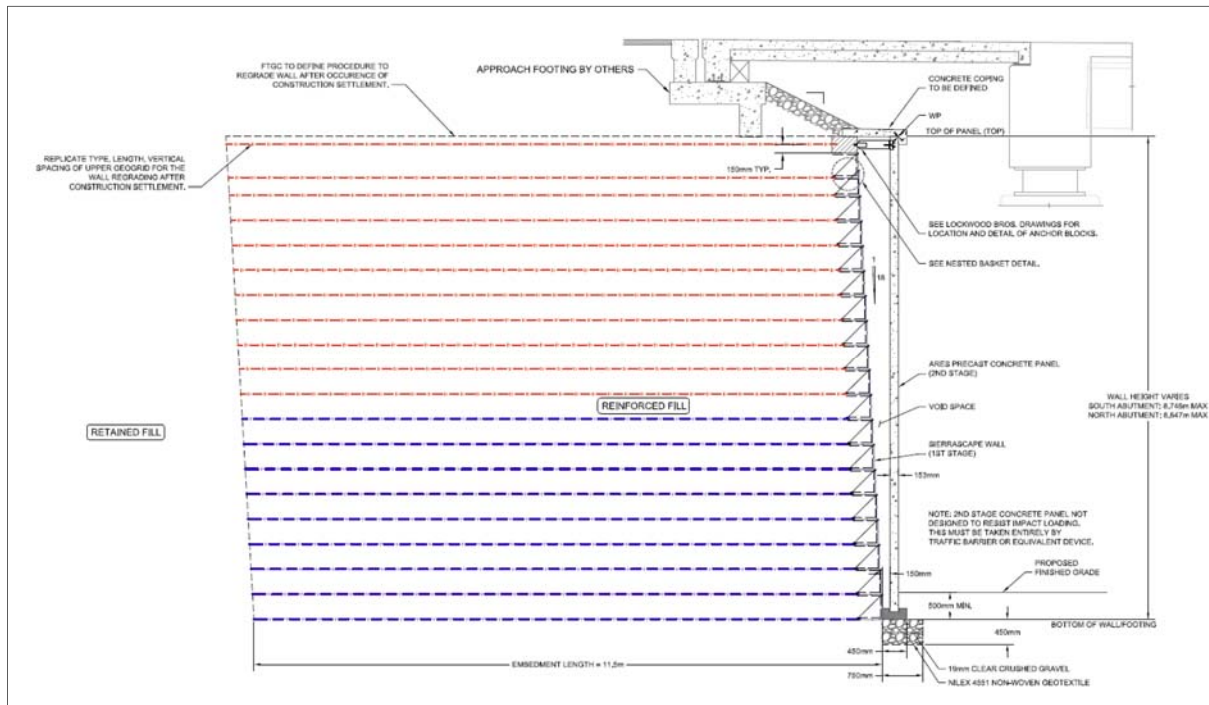 FTGC TO DEFINE PROCEDURE TO
REGRADE WALL AFTER OCCURENCE OF
CONSTRUCTION SETTLEMENT.
APPROACH FOOTING BY OTHERS
CONCRETE COPING
TO BE DEFINED
WP
TOP OF PANEL (TOP)
REPLICATE TYPE, LENGTH, VERTICAL
SPACING OF UPPER GEOGRID FOR THE
WALL REGRADING AFTER
CONSTRUCTION SETTLEMENT.
150mm TYP.
SEE LOCKWOOD BROS. DRAWINGS FOR
LOCATION AND DETAIL OF ANCHOR BLOCKS.
SEE NESTED BASKET DETAIL.
1
18
ARES PRECAST CONCRETE PANEL
(2ND STAGE)
WALL HEIGHT VARIES
SOUTH ABUTMENT; 8,746m MAX
NORTH ABUTMENT; 8,647m MAX
REINFORCED FILL
VOID SPACE
RETAINED FILL
SIERRASCAPE WALL
(1ST STAGE)
153mm
NOTE: 2ND STAGE CONCRETE PANEL NOT
DESIGNED TO RESIST IMPACT LOADING.
THIS MUST BE TAKEN ENTIRELY BY
TRAFFIC BARRIER OR EQUIVALENT DEVICE.
PROPOSED
FINISHED GRADE
150mm
500mm MIN.
BOTTOM OF WALL/FOOTING
450mm
450mm
EMBEDMENT LENGTH = 11,5m
19mm CLEAR CRUSHED GRAVEL
750mm
NILEX 4551 NON-WOVEN GEOTEXTILE